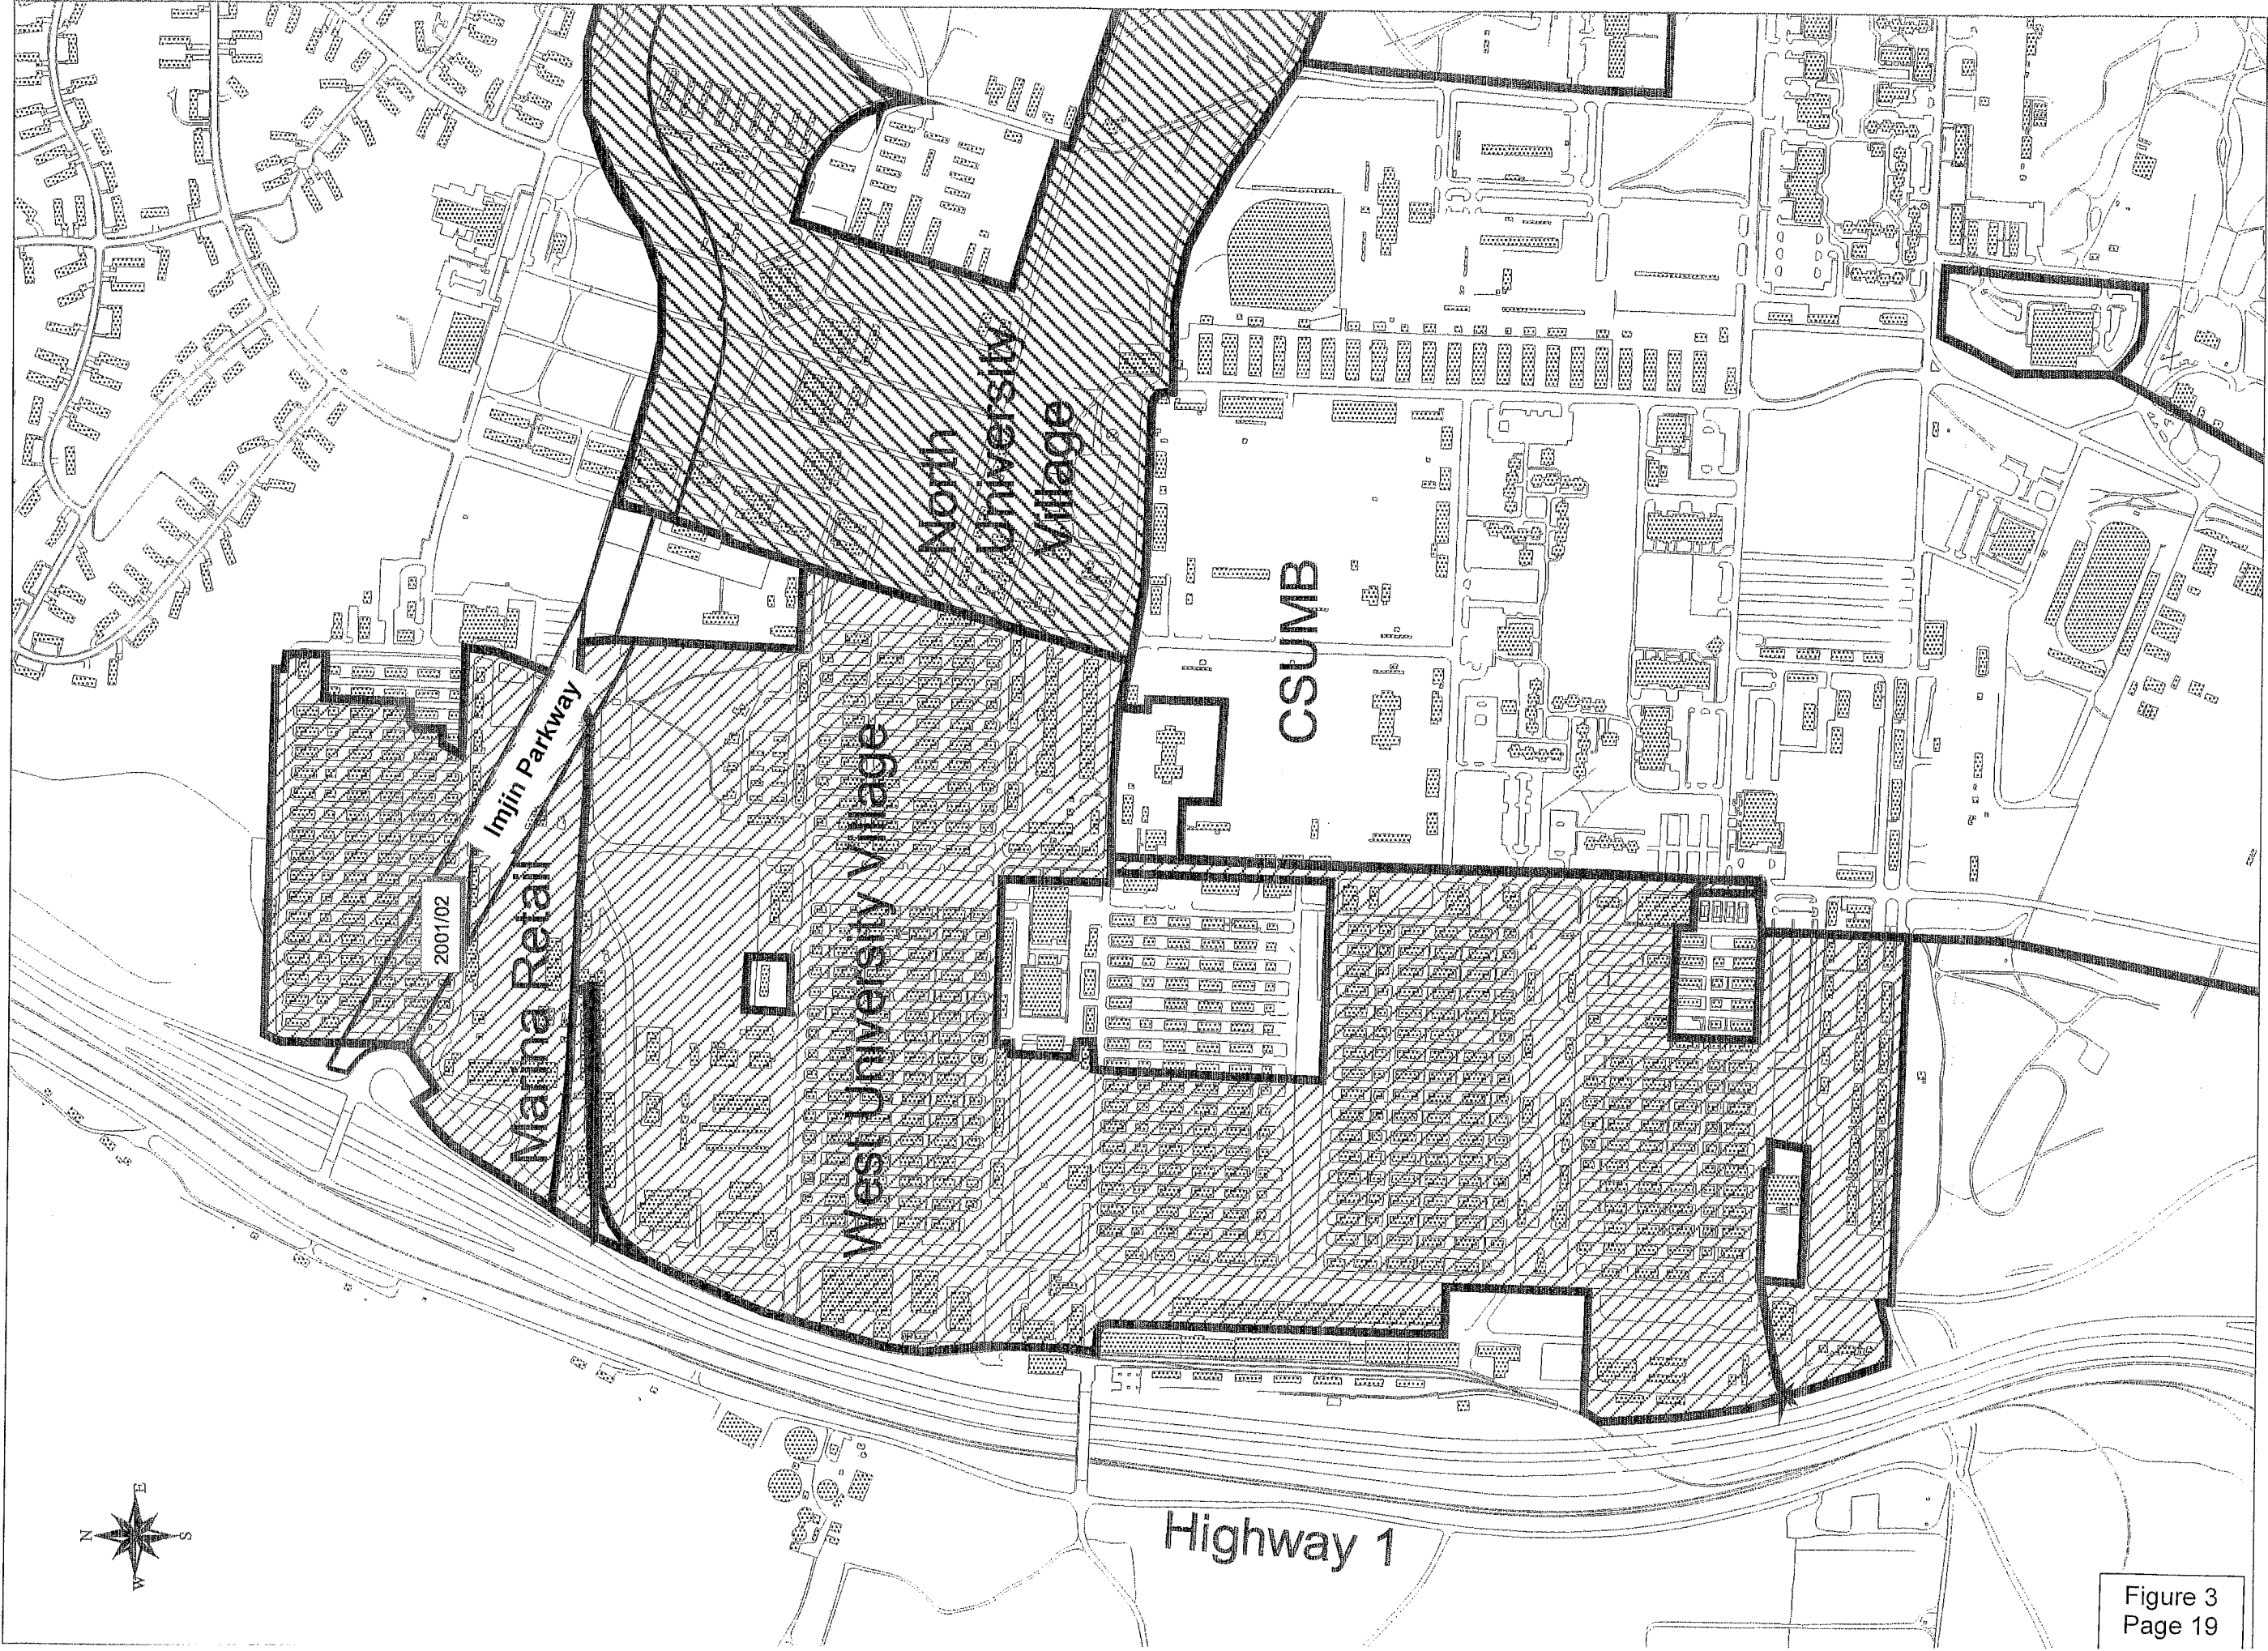 North
University
Village
CSUMB
Imjin Parkway
2001/02
Marina Retail
West University Village
Highway 1
N
E
S
W
Figure 3
Page 19